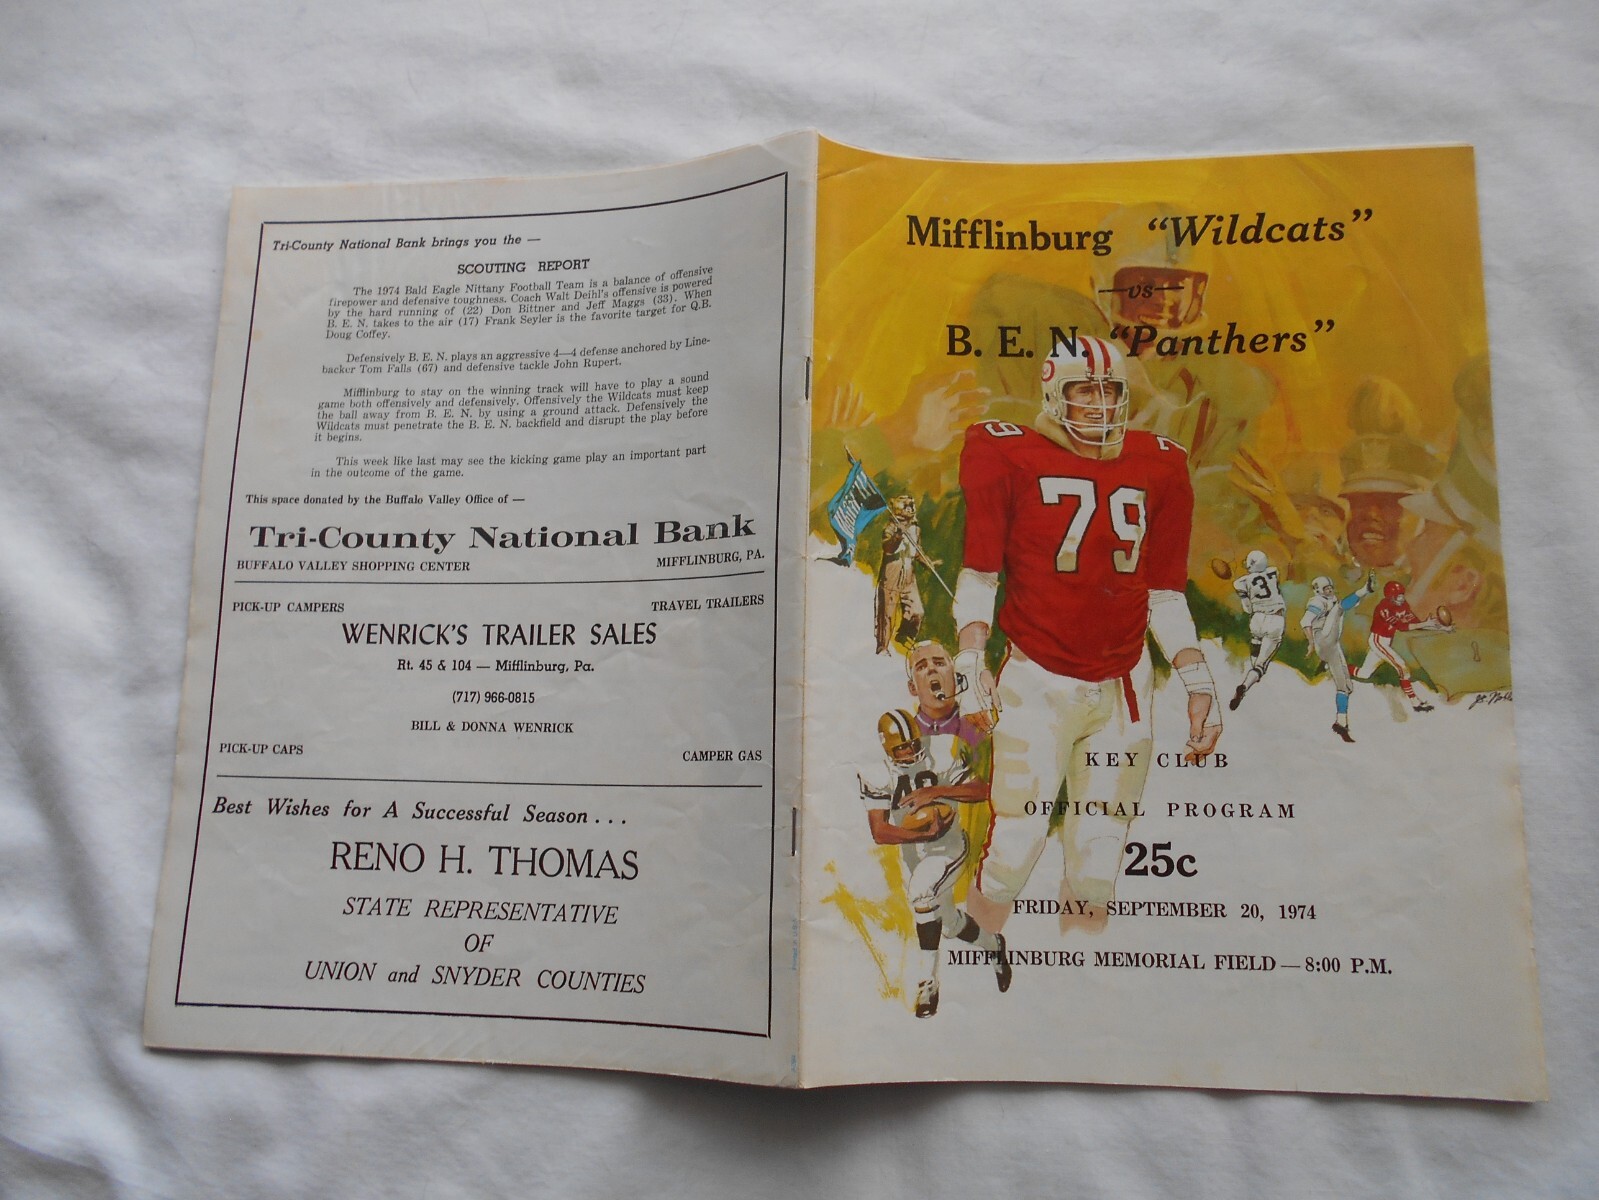 Tri-County National Bank brings you the —
SCOUTING REPORT
The 1974 Bald Eagle Nittany Football Team is a balance of offensive
firepower and defensive toughness. Coach Walt Deihl's offensive is powered
by the hard running of (22) Don Bittner and Jeff Maggs (33). When
B. E. N. takes to the air (17) Frank Seyler is the favorite target for Q.B.
Doug Coffey.
Defensively B. E. N. plays an aggressive 4—4 defense anchored by Line-
backer Tom Falls (67) and defensive tackle John Rupert.
Mifflinburg to stay on the winning track will have to play a sound
game both offensively and defensively. Offensively the Wildcats must keep
the ball away from B. E. N. by using a ground attack. Defensively the
Wildcats must penetrate the B. E. N. backfield and disrupt the play before
it begins.
This week like last may see the kicking game play an important part
in the outcome of the game.
This space donated by the Buffalo Valley Office of —
Tri-County National Bank
BUFFALO VALLEY SHOPPING CENTER MIFFLINBURG, PA.
PICK-UP CAMPERS TRAVEL TRAILERS
WENRICK'S TRAILER SALES
Rt. 45 & 104 — Mifflinburg, Pa.
(717) 966-0815
BILL & DONNA WENRICK
PICK-UP CAPS CAMPER GAS
Best Wishes for A Successful Season . . .
RENO H. THOMAS
STATE REPRESENTATIVE
OF
UNION and SNYDER COUNTIES
Mifflinburg "Wildcats"
—vs—
B. E. N. "Panthers"
79
79
79
37
40
KEY CLUB
OFFICIAL PROGRAM
25c
FRIDAY, SEPTEMBER 20, 1974
MIFFLINBURG MEMORIAL FIELD — 8:00 P.M.